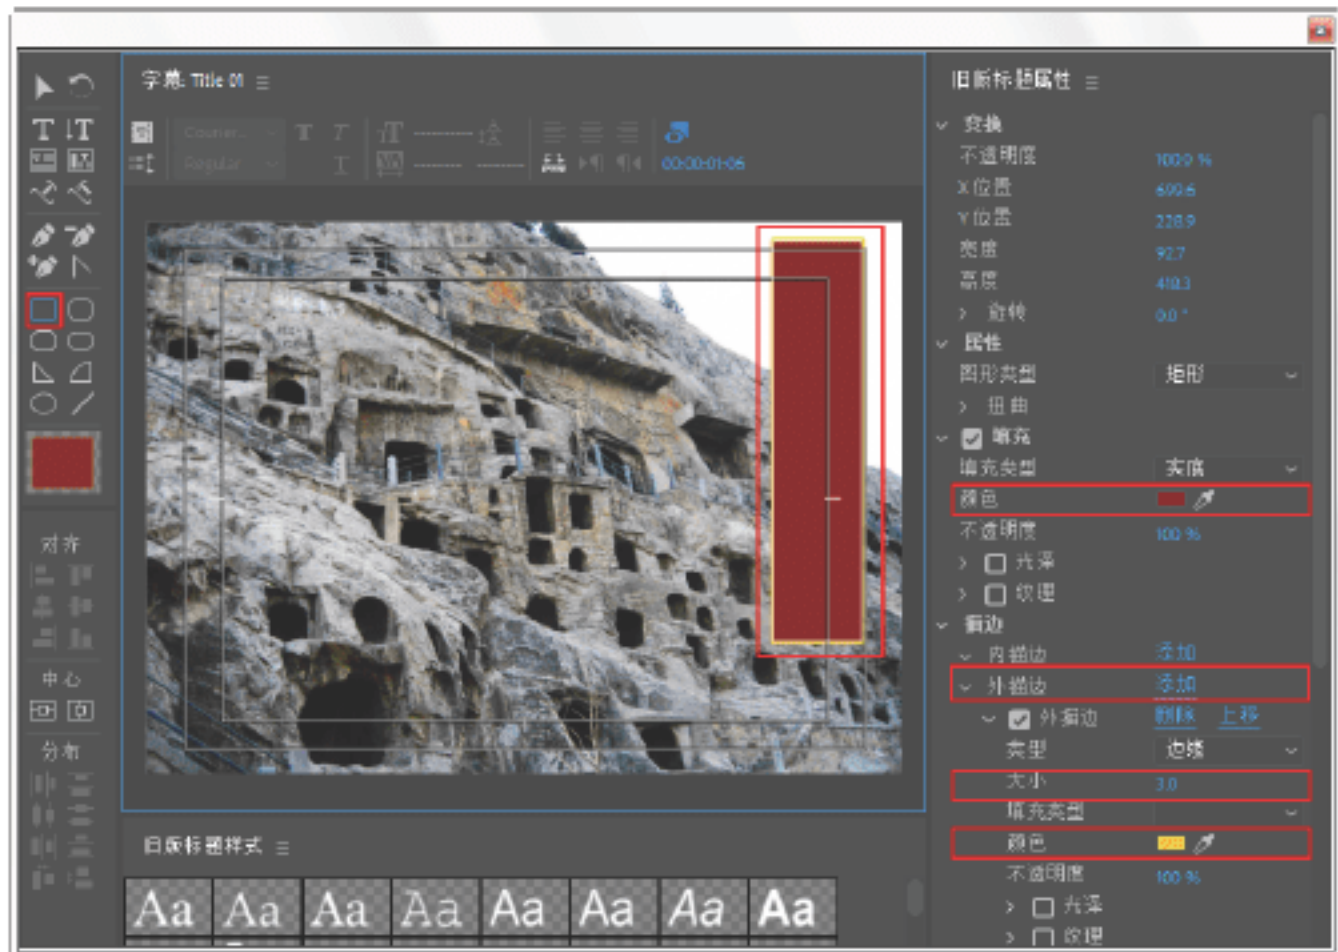 字幕: Title 01
Courier...
Regular
00:00:01:06
对齐
中心
分布
旧版标题样式
Aa Aa Aa Aa Aa Aa Aa Aa
旧版标题属性
变换
不透明度 100.0 %
X 位置 699.6
Y 位置 228.9
宽度 92.7
高度 418.3
旋转 0.0 °
属性
图形类型 矩形
扭曲
填充
填充类型 实底
颜色
不透明度 100 %
光泽
纹理
描边
内描边 添加
外描边 添加
外描边 删除 上移
类型 边缘
大小 3.0
填充类型
颜色
不透明度 100 %
光泽
纹理